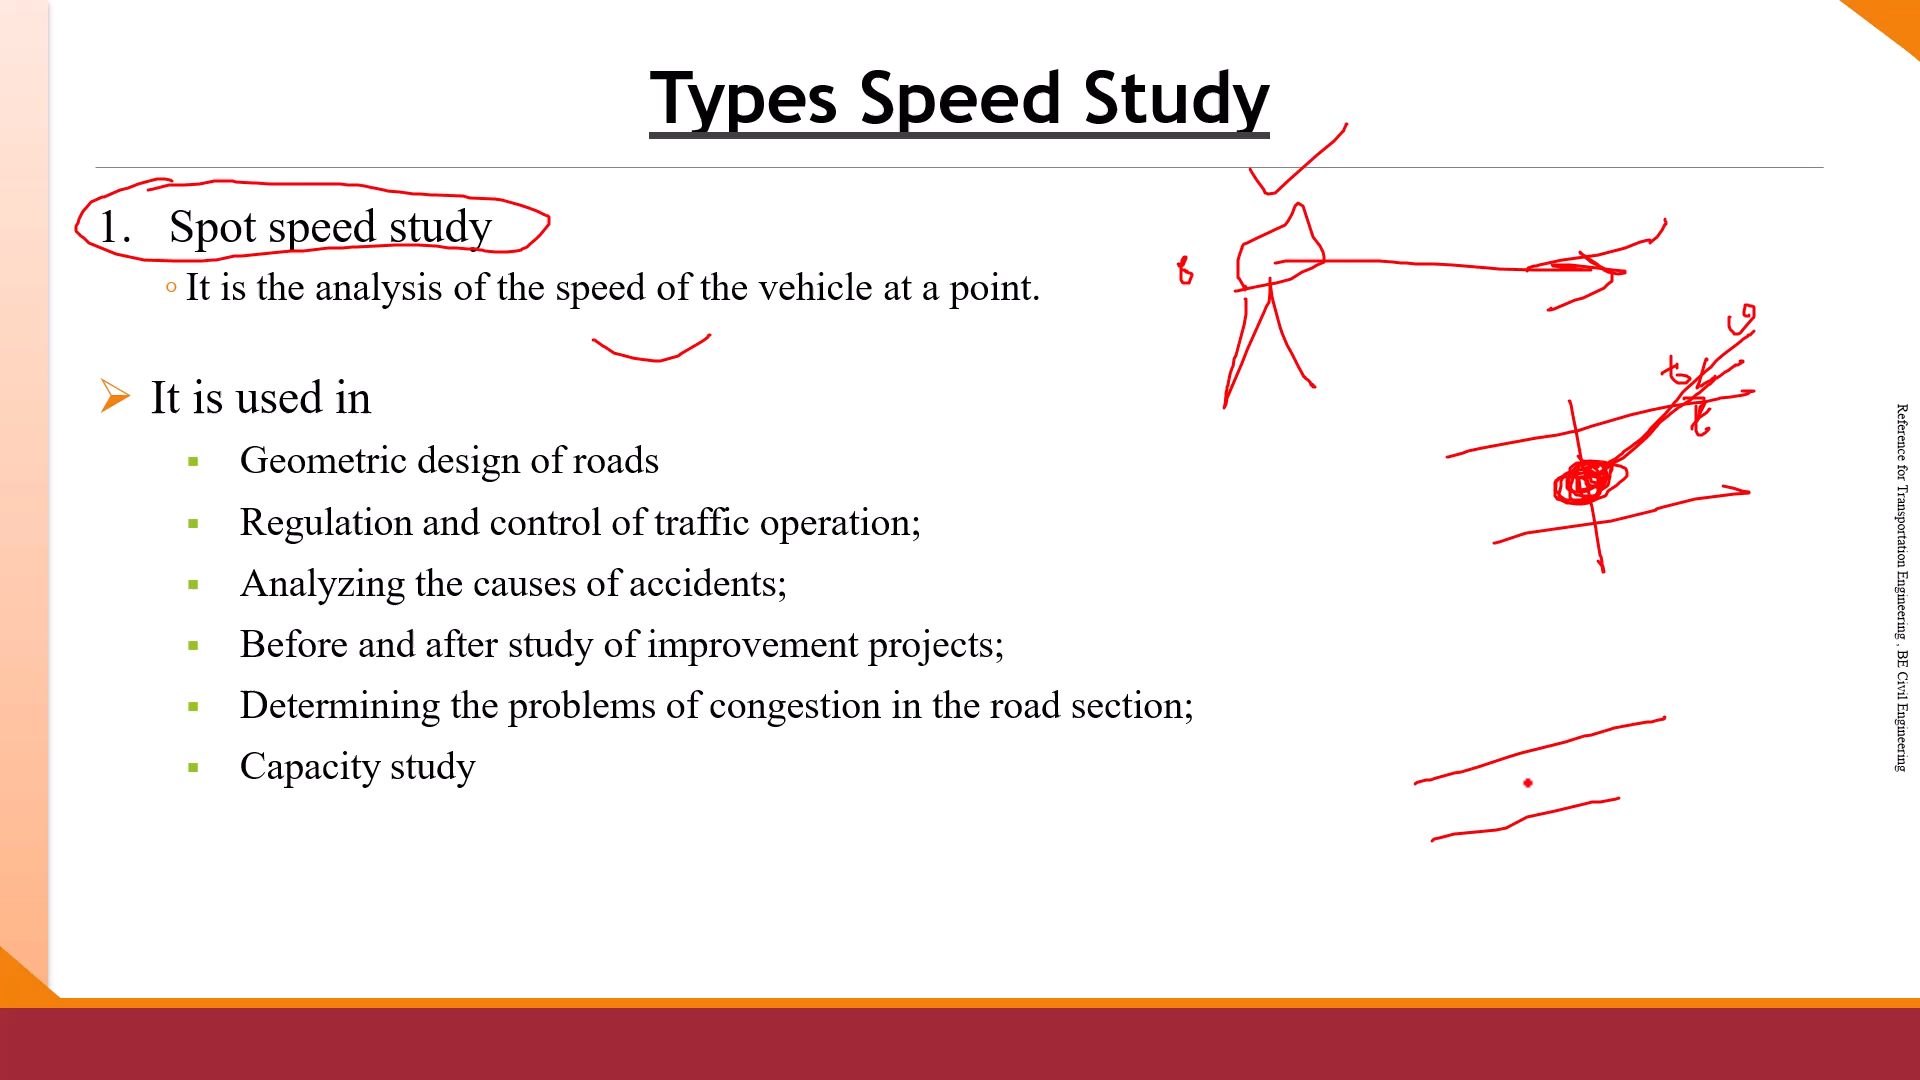 Types Speed Study
1. Spot speed study
It is the analysis of the speed of the vehicle at a point.
It is used in
Geometric design of roads
Regulation and control of traffic operation;
Analyzing the causes of accidents;
Before and after study of improvement projects;
Determining the problems of congestion in the road section;
Capacity study
Reference for Transportation Engineering , BE Civil Engineering